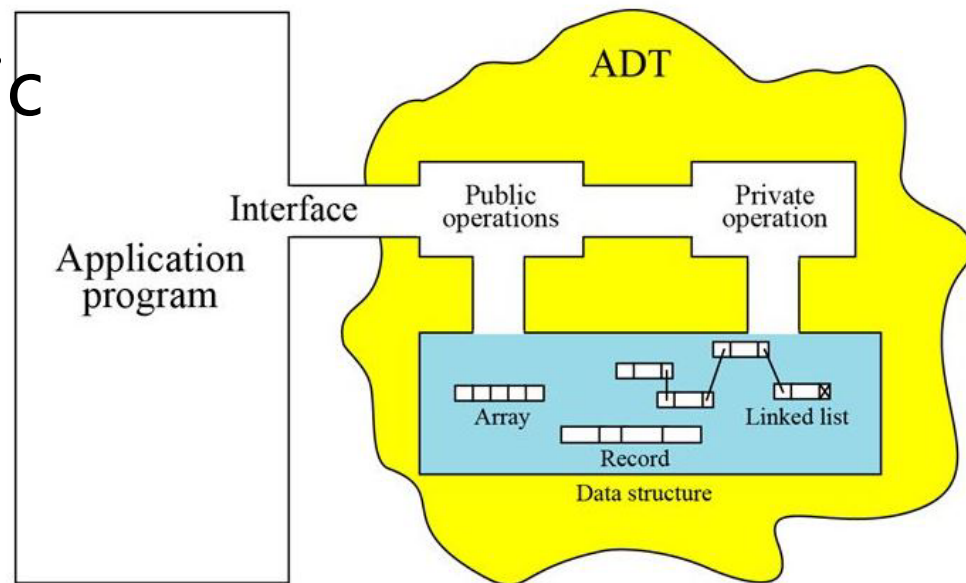 c
ADT
Interface
Public
operations
Private
operation
Application
program
Array
Linked list
Record
Data structure